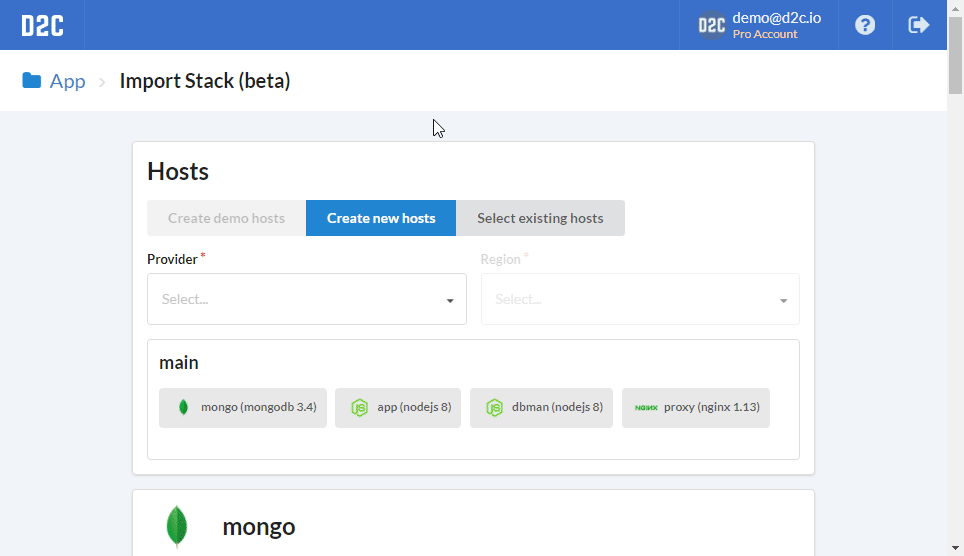 D2C
D2C demo@d2c.io
Pro Account
?
App > Import Stack (beta)
Hosts
Create demo hosts Create new hosts Select existing hosts
Provider * Region *
Select... Select...
main
mongo (mongodb 3.4) JS app (nodejs 8) JS dbman (nodejs 8) NGINX proxy (nginx 1.13)
mongo